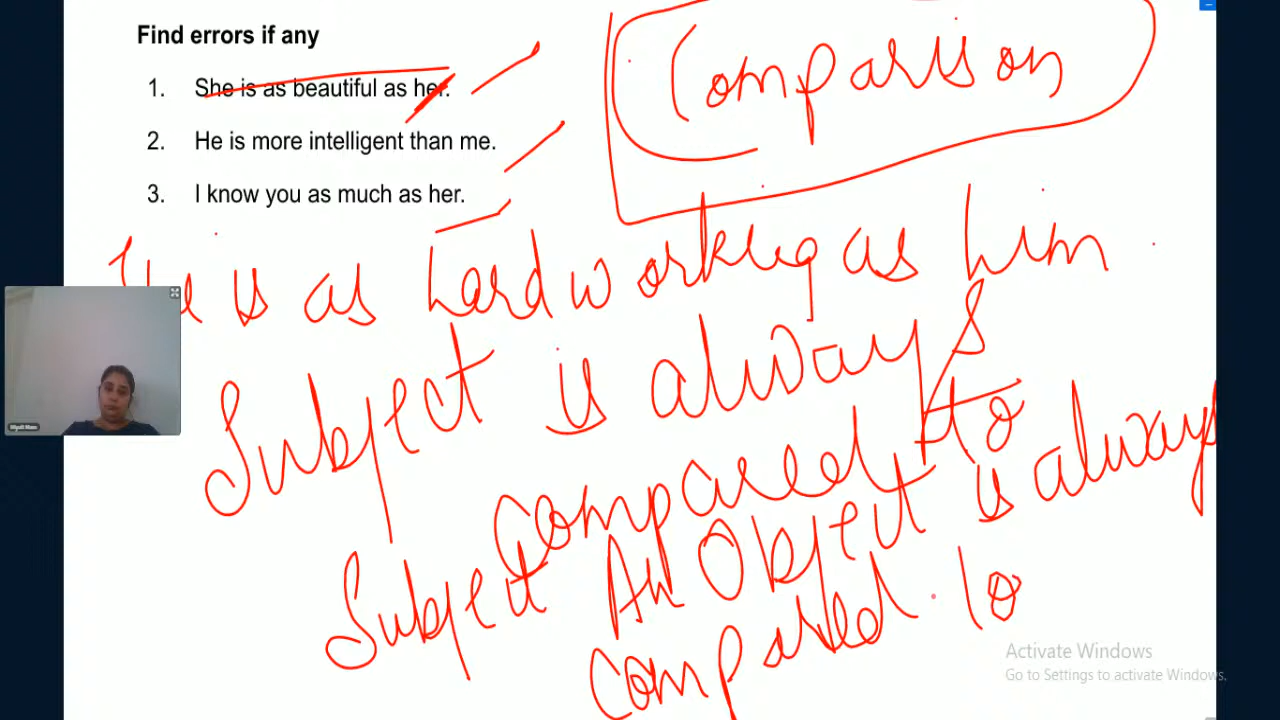 Find errors if any
1. She is as beautiful as her.
2. He is more intelligent than me.
3. I know you as much as her.
Comparison
He is as hardworking as him.
Subject is always
compared to
Subject An Object is always
compared to
Activate Windows
Go to Settings to activate Windows.